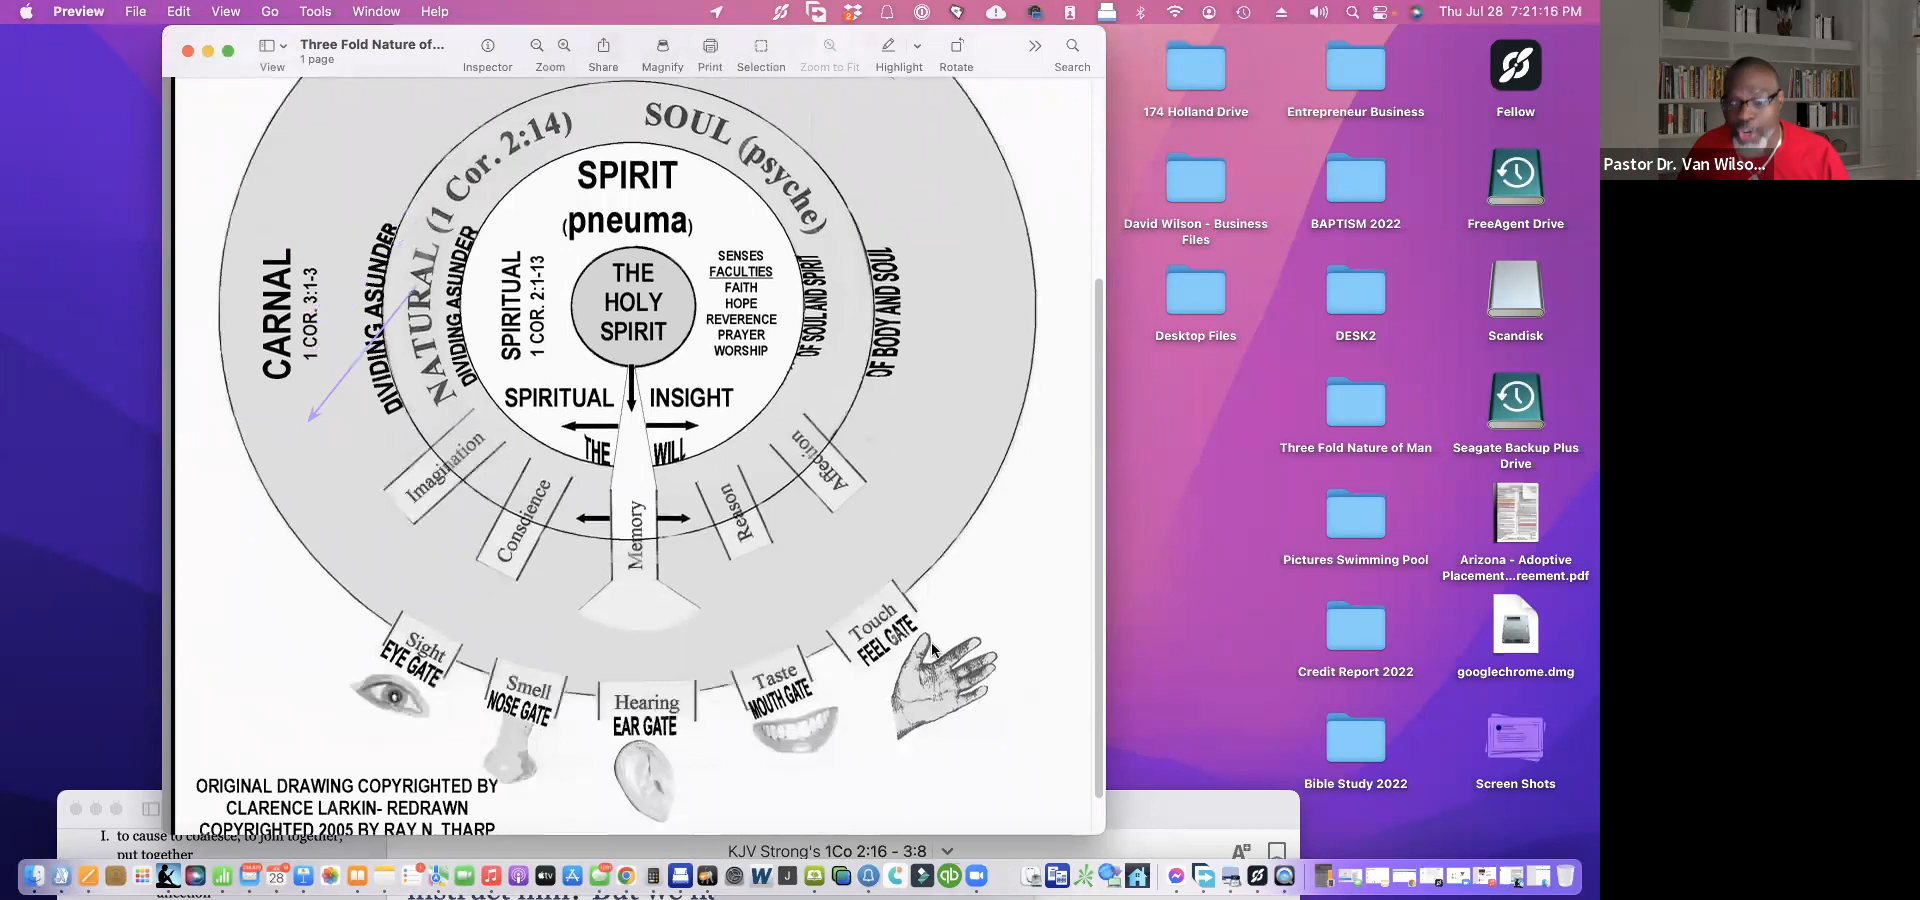 Preview File Edit View Go Tools Window Help
Thu Jul 28 7:21:16 PM
Three Fold Nature of...
1 page
View
Inspector
Zoom
Share
Magnify
Print
Selection
Zoom to Fit
Highlight
Rotate
Search
CARNAL
1 COR. 3:1-3
DIVIDING ASUNDER
OF BODY AND SOUL
NATURAL (1 Cor. 2:14)
SOUL (psyche)
DIVIDING ASUNDER
OF SOUL AND SPIRIT
SPIRIT
(pneuma)
SPIRITUAL
1 COR. 2:1-13
THE
HOLY
SPIRIT
SENSES
FACULTIES
FAITH
HOPE
REVERENCE
PRAYER
WORSHIP
SPIRITUAL INSIGHT
THE WILL
Imagination
Conscience
Memory
Reason
Affection
Sight
EYE GATE
Smell
NOSE GATE
Hearing
EAR GATE
Taste
MOUTH GATE
Touch
FEEL GATE
ORIGINAL DRAWING COPYRIGHTED BY
CLARENCE LARKIN- REDRAWN
COPYRIGHTED 2005 BY RAY N. THARP
I. to cause to coalesce, to join together,
put together
KJV Strong's 1Co 2:16 - 3:8
174 Holland Drive
Entrepreneur Business
Fellow
David Wilson - Business
Files
BAPTISM 2022
FreeAgent Drive
Desktop Files
DESK2
Scandisk
Three Fold Nature of Man
Seagate Backup Plus
Drive
Pictures Swimming Pool
Arizona - Adoptive
Placement...reement.pdf
Credit Report 2022
googlechrome.dmg
Bible Study 2022
Screen Shots
Pastor Dr. Van Wilso...